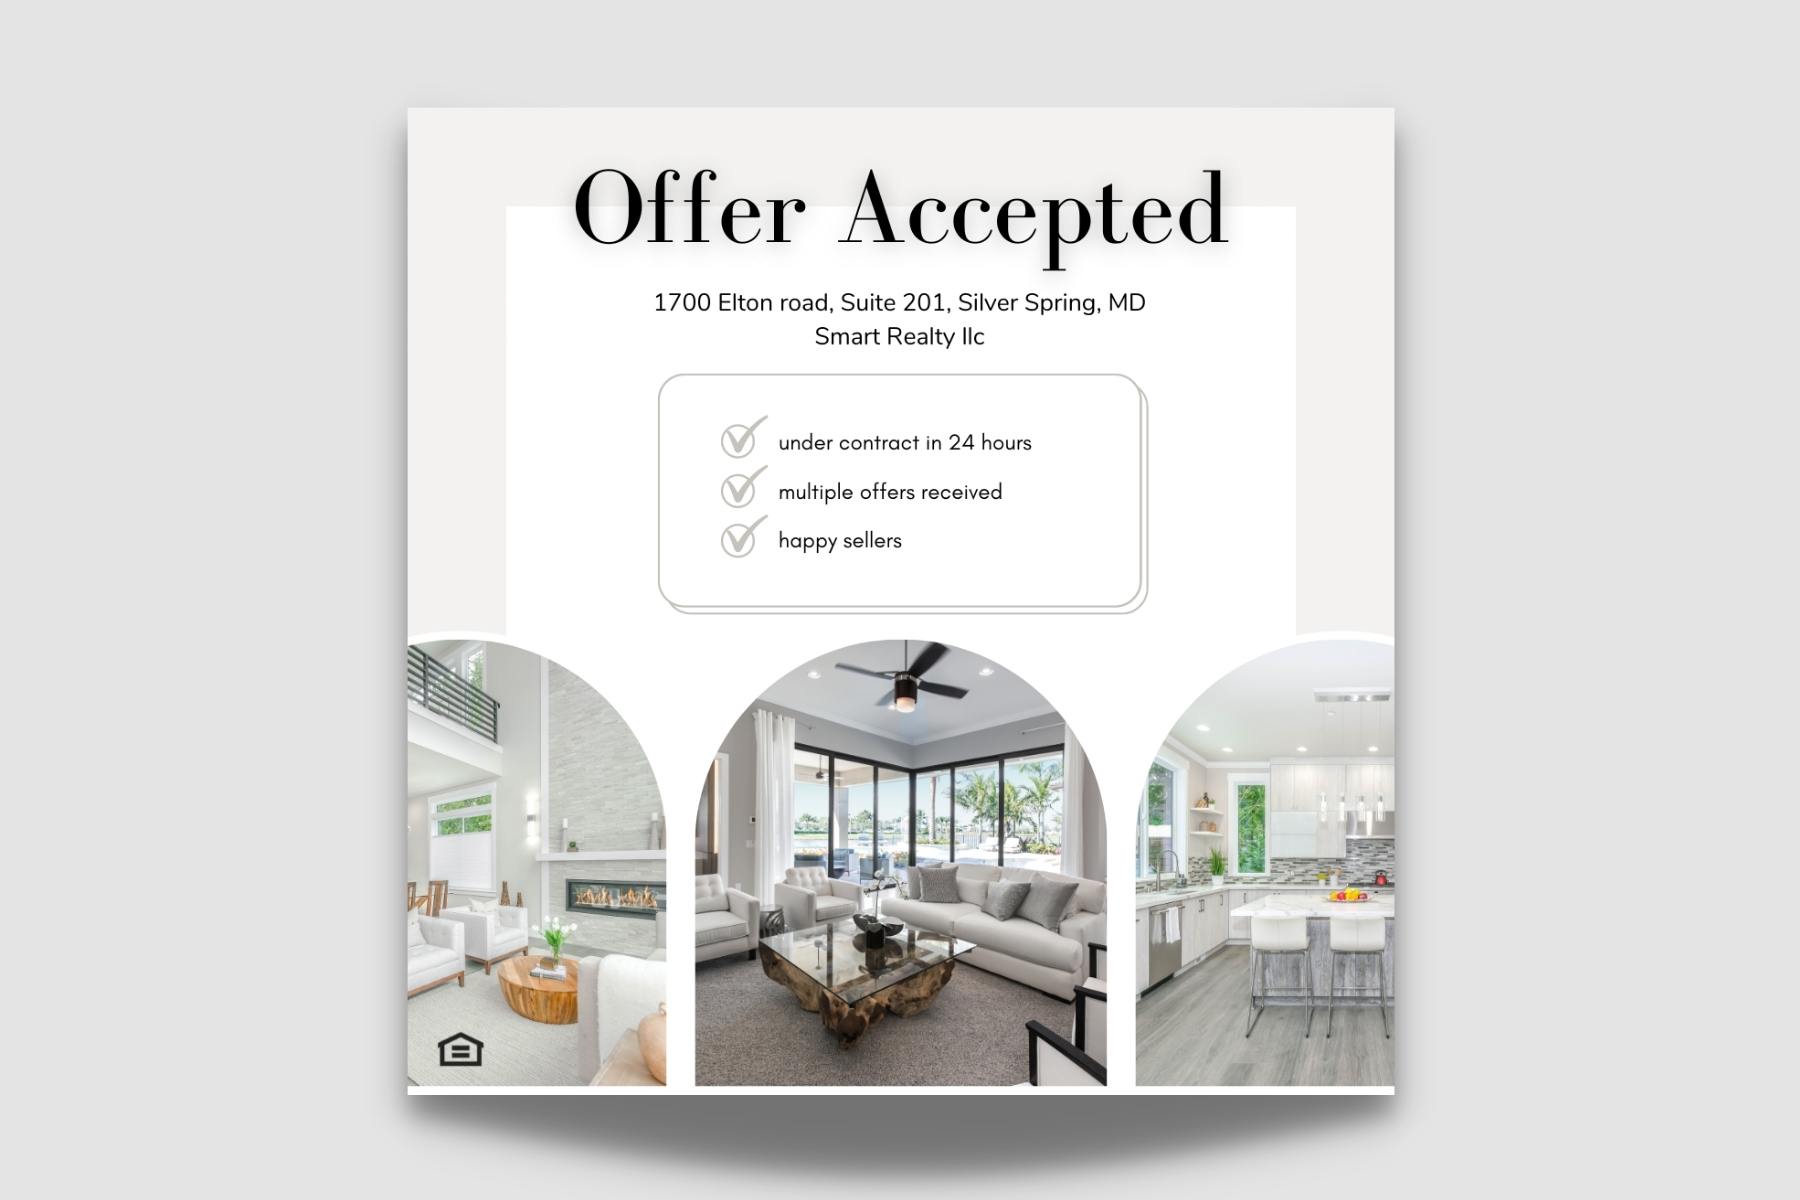 Offer Accepted
1700 Elton road, Suite 201, Silver Spring, MD
Smart Realty llc
under contract in 24 hours
multiple offers received
happy sellers